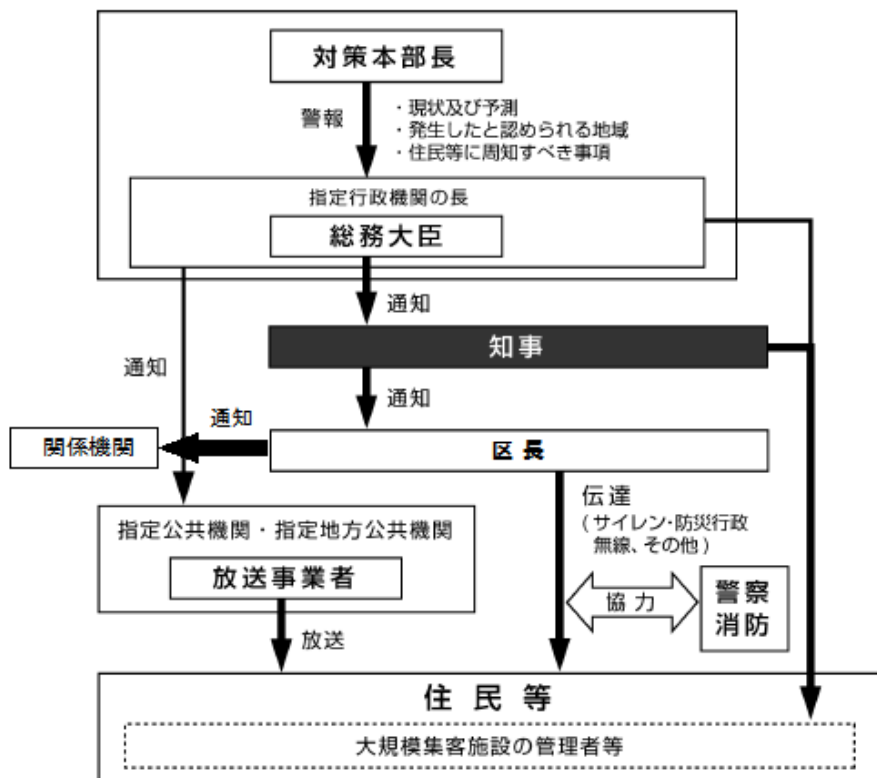 対策本部長
警報
・現状及び予測
・発生したと認められる地域
・住民等に周知すべき事項
指定行政機関の長
総務大臣
通知
知事
通知
通知
通知
関係機関
区長
伝達
(サイレン・防災行政
無線、その他)
指定公共機関・指定地方公共機関
放送事業者
協力
警察
消防
放送
住民等
大規模集客施設の管理者等